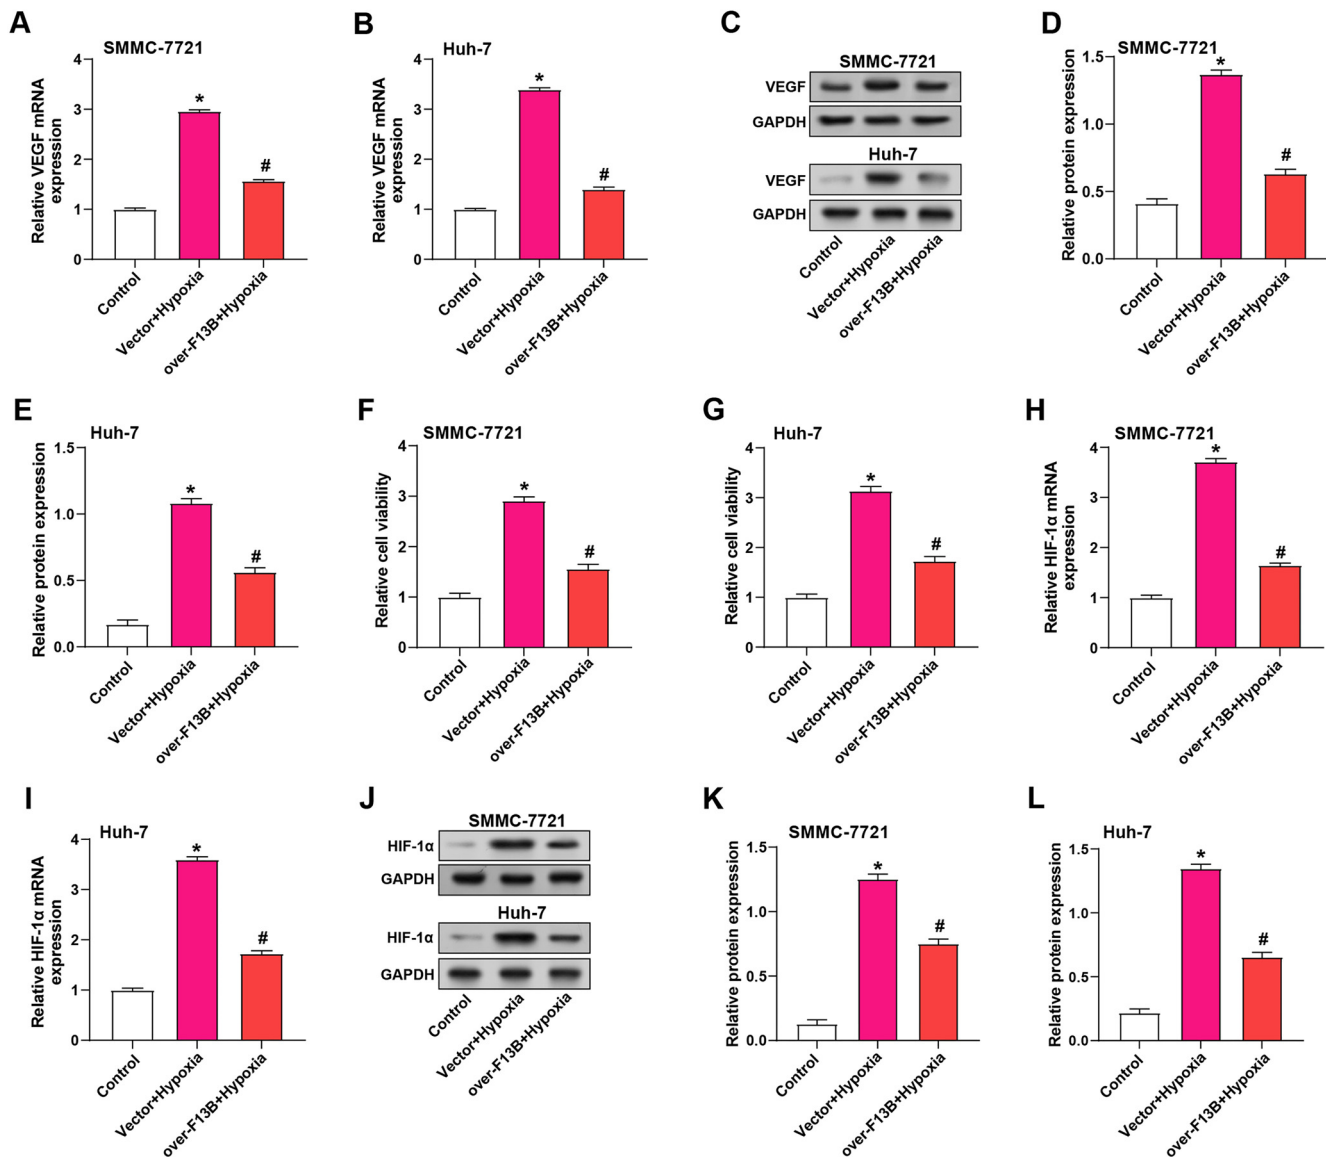 A
SMMC-7721
Relative VEGF mRNA
expression
4
3
2
1
0
*
#
Control
Vector+Hypoxia
over-F13B+Hypoxia
B
Huh-7
Relative VEGF mRNA
expression
4
3
2
1
0
*
#
Control
Vector+Hypoxia
over-F13B+Hypoxia
C
SMMC-7721
VEGF
GAPDH
Huh-7
VEGF
GAPDH
Control
Vector+Hypoxia
over-F13B+Hypoxia
D
SMMC-7721
Relative protein expression
1.5
1.0
0.5
0.0
*
#
Control
Vector+Hypoxia
over-F13B+Hypoxia
E
Huh-7
Relative protein expression
1.5
1.0
0.5
0.0
*
#
Control
Vector+Hypoxia
over-F13B+Hypoxia
F
SMMC-7721
Relative cell viability
4
3
2
1
0
*
#
Control
Vector+Hypoxia
over-F13B+Hypoxia
G
Huh-7
Relative cell viability
4
3
2
1
0
*
#
Control
Vector+Hypoxia
over-F13B+Hypoxia
H
SMMC-7721
Relative HIF-1α mRNA
expression
4
3
2
1
0
*
#
Control
Vector+Hypoxia
over-F13B+Hypoxia
I
Huh-7
Relative HIF-1α mRNA
expression
4
3
2
1
0
*
#
Control
Vector+Hypoxia
over-F13B+Hypoxia
J
SMMC-7721
HIF-1α
GAPDH
Huh-7
HIF-1α
GAPDH
Control
Vector+Hypoxia
over-F13B+Hypoxia
K
SMMC-7721
Relative protein expression
1.5
1.0
0.5
0.0
*
#
Control
Vector+Hypoxia
over-F13B+Hypoxia
L
Huh-7
Relative protein expression
1.5
1.0
0.5
0.0
*
#
Control
Vector+Hypoxia
over-F13B+Hypoxia